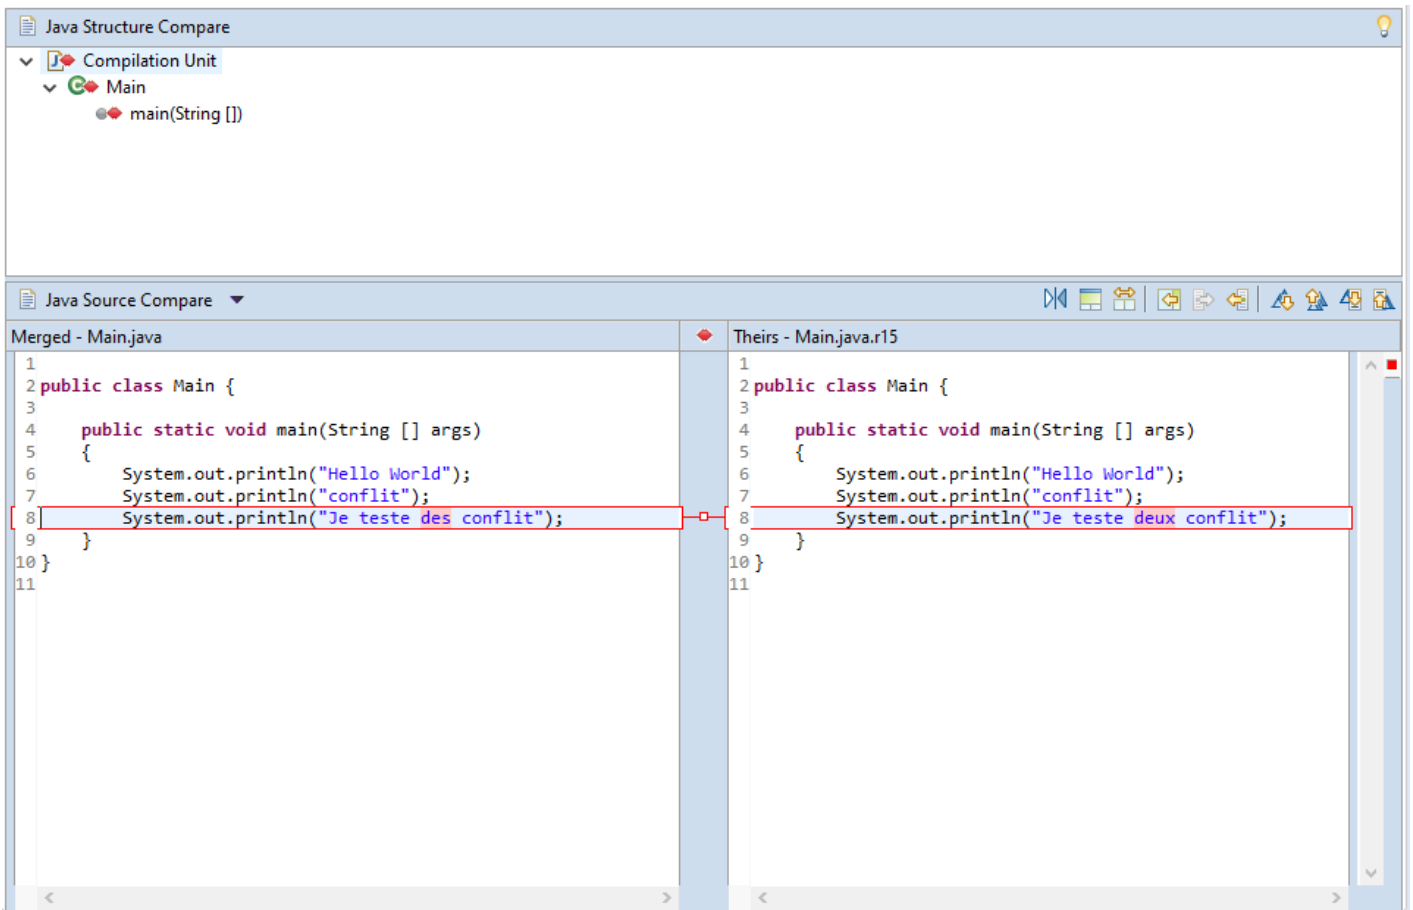 Java Structure Compare
Compilation Unit
Main
main(String [])
Java Source Compare
Merged - Main.java
1
2 public class Main {
3
4 public static void main(String [] args)
5 {
6 System.out.println("Hello World");
7 System.out.println("conflit");
8 System.out.println("Je teste des conflit");
9 }
10 }
11
Theirs - Main.java.r15
1
2 public class Main {
3
4 public static void main(String [] args)
5 {
6 System.out.println("Hello World");
7 System.out.println("conflit");
8 System.out.println("Je teste deux conflit");
9 }
10 }
11